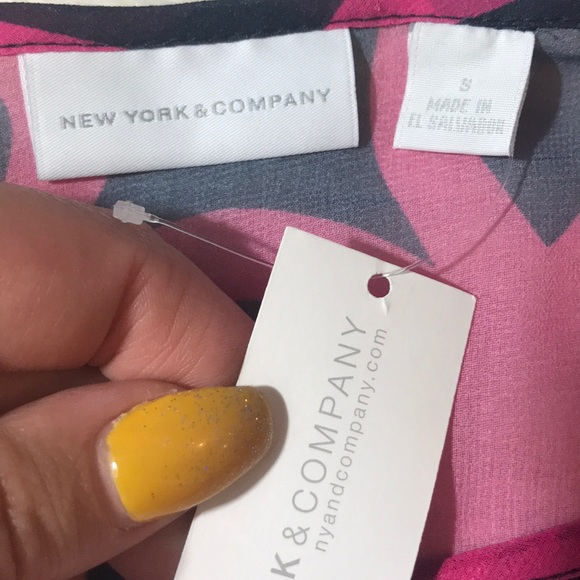 NEW YORK & COMPANY
S
MADE IN
EL SALVADOR
K & COMPANY
nyandcompany.com